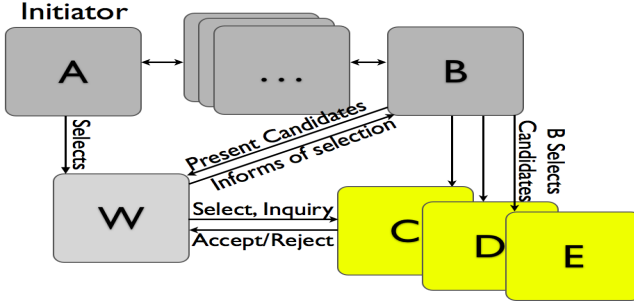 Initiator
A
...
B
Selects
Present Candidates
Informs of selection
B Selects
Candidates
W
Select, Inquiry
Accept/Reject
C
D
E